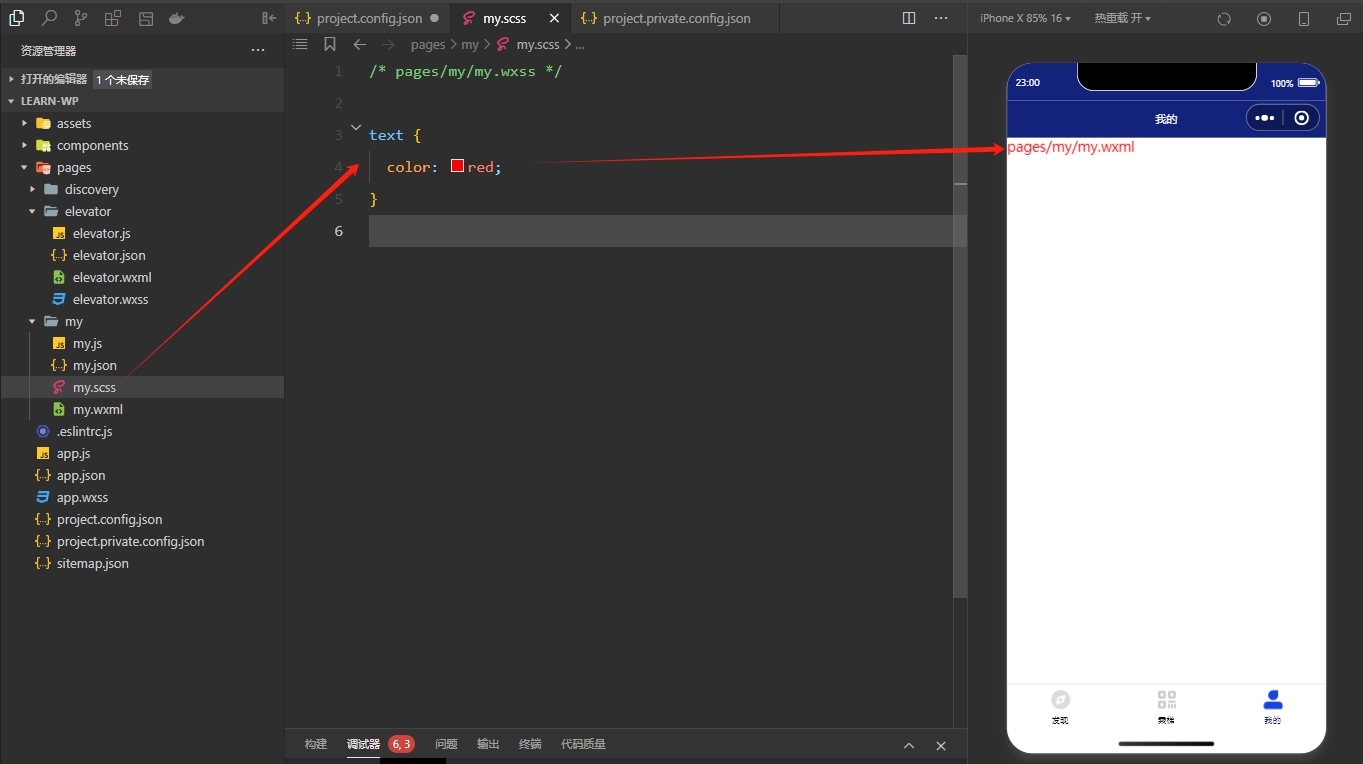 project.config.json
my.scss
project.private.config.json
iPhone X 85% 16
热重载 开
资源管理器
pages > my > my.scss > ...
打开的编辑器 1 个未保存
LEARN-WP
assets
components
pages
discovery
elevator
elevator.js
elevator.json
elevator.wxml
elevator.wxss
my
my.js
my.json
my.scss
my.wxml
.eslintrc.js
app.js
app.json
app.wxss
project.config.json
project.private.config.json
sitemap.json
1 /* pages/my/my.wxss */
2
3 text {
4 color: red;
5 }
6
构建 调试器 6, 3 问题 输出 终端 代码质量
23:00
100%
我的
pages/my/my.wxml
发现
乘梯
我的